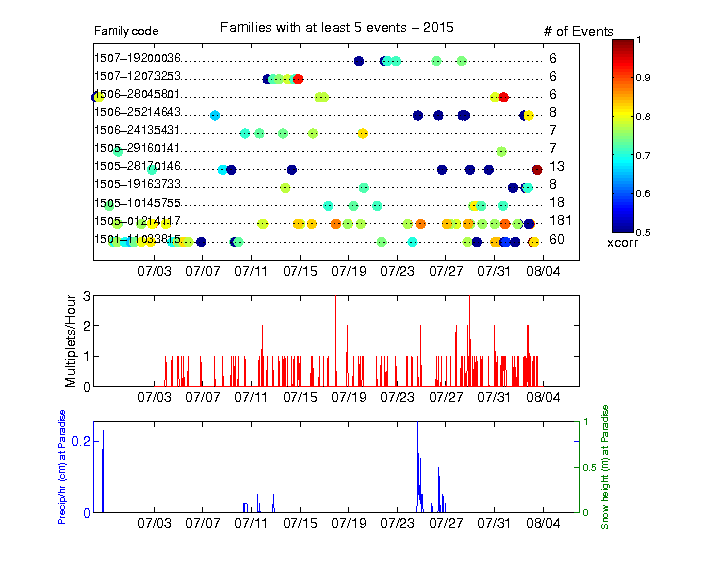 Family code
Families with at least 5 events – 2015
# of Events
1507–19200036 6
1507–12073253 6
1506–28045801 6
1506–25214643 8
1506–24135431 7
1505–29160141 7
1505–28170146 13
1505–19163733 8
1505–10145755 18
1505–01214117 181
1501–11033815 60
07/03 07/07 07/11 07/15 07/19 07/23 07/27 07/31 08/04
1
0.9
0.8
0.7
0.6
0.5
xcorr
Multiplets/Hour
3
2
1
0
07/03 07/07 07/11 07/15 07/19 07/23 07/27 07/31 08/04
Precip/hr (cm) at Paradise
0.2
0
1
0.5
0
Snow height (m) at Paradise
07/03 07/07 07/11 07/15 07/19 07/23 07/27 07/31 08/04